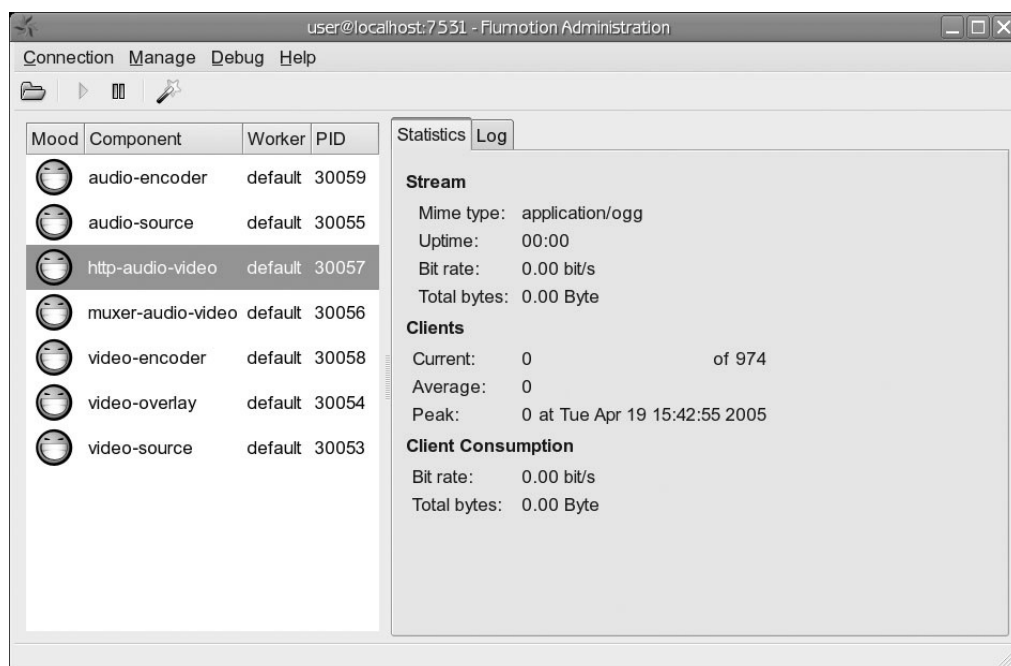 user@localhost:7531 - Flumotion Administration
Connection Manage Debug Help
Mood Component Worker PID
audio-encoder default 30059
audio-source default 30055
http-audio-video default 30057
muxer-audio-video default 30056
video-encoder default 30058
video-overlay default 30054
video-source default 30053
Statistics Log
Stream
Mime type: application/ogg
Uptime: 00:00
Bit rate: 0.00 bit/s
Total bytes: 0.00 Byte
Clients
Current: 0 of 974
Average: 0
Peak: 0 at Tue Apr 19 15:42:55 2005
Client Consumption
Bit rate: 0.00 bit/s
Total bytes: 0.00 Byte